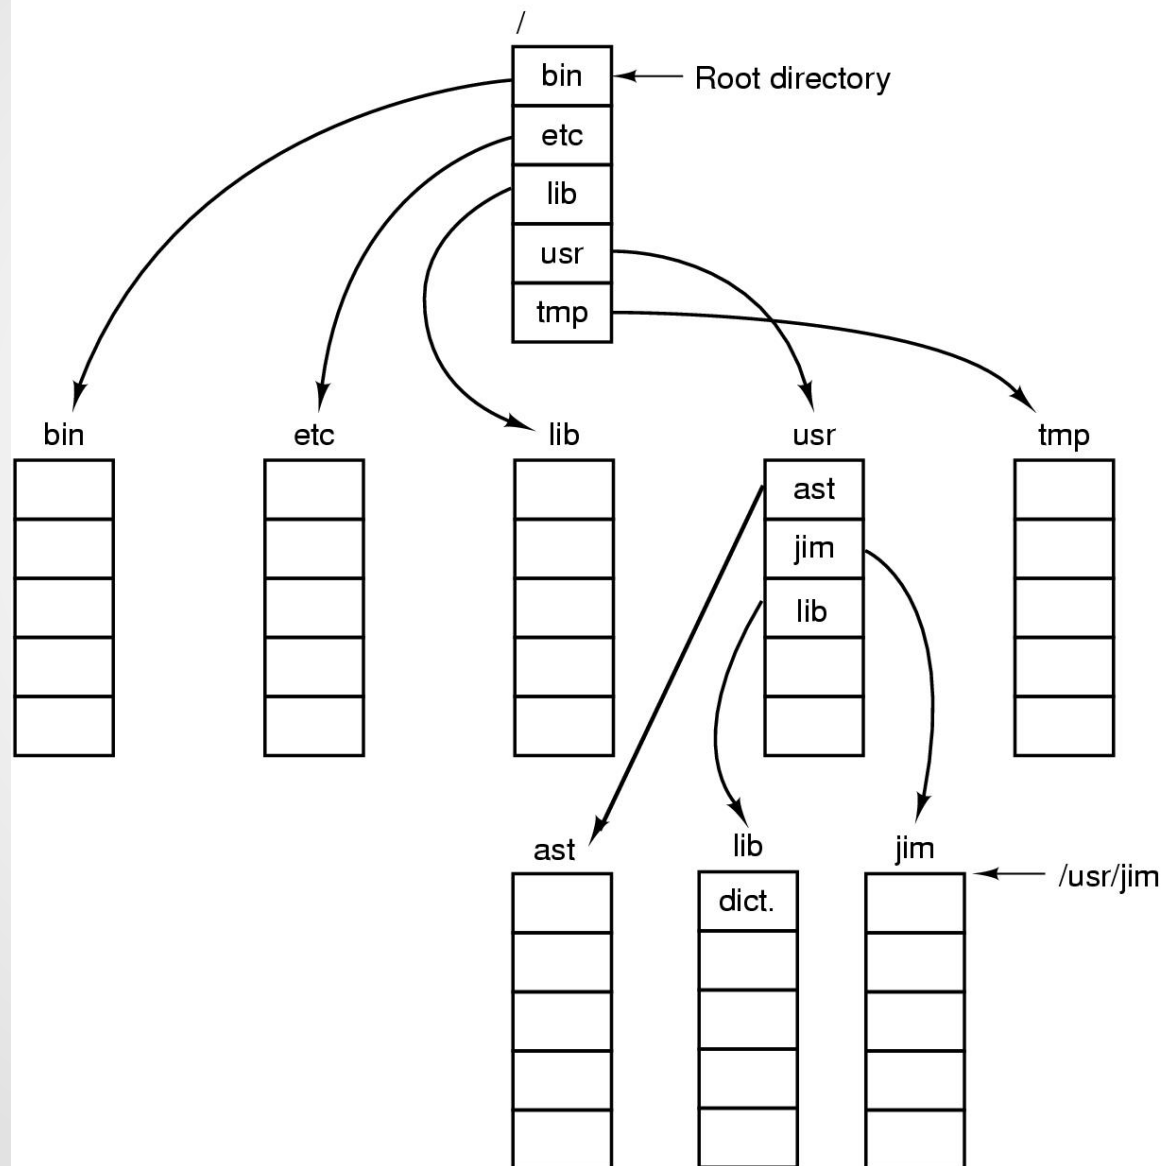 /
bin
Root directory
etc
lib
usr
tmp
bin
etc
lib
usr
tmp
ast
jim
lib
ast
lib
jim
/usr/jim
dict.